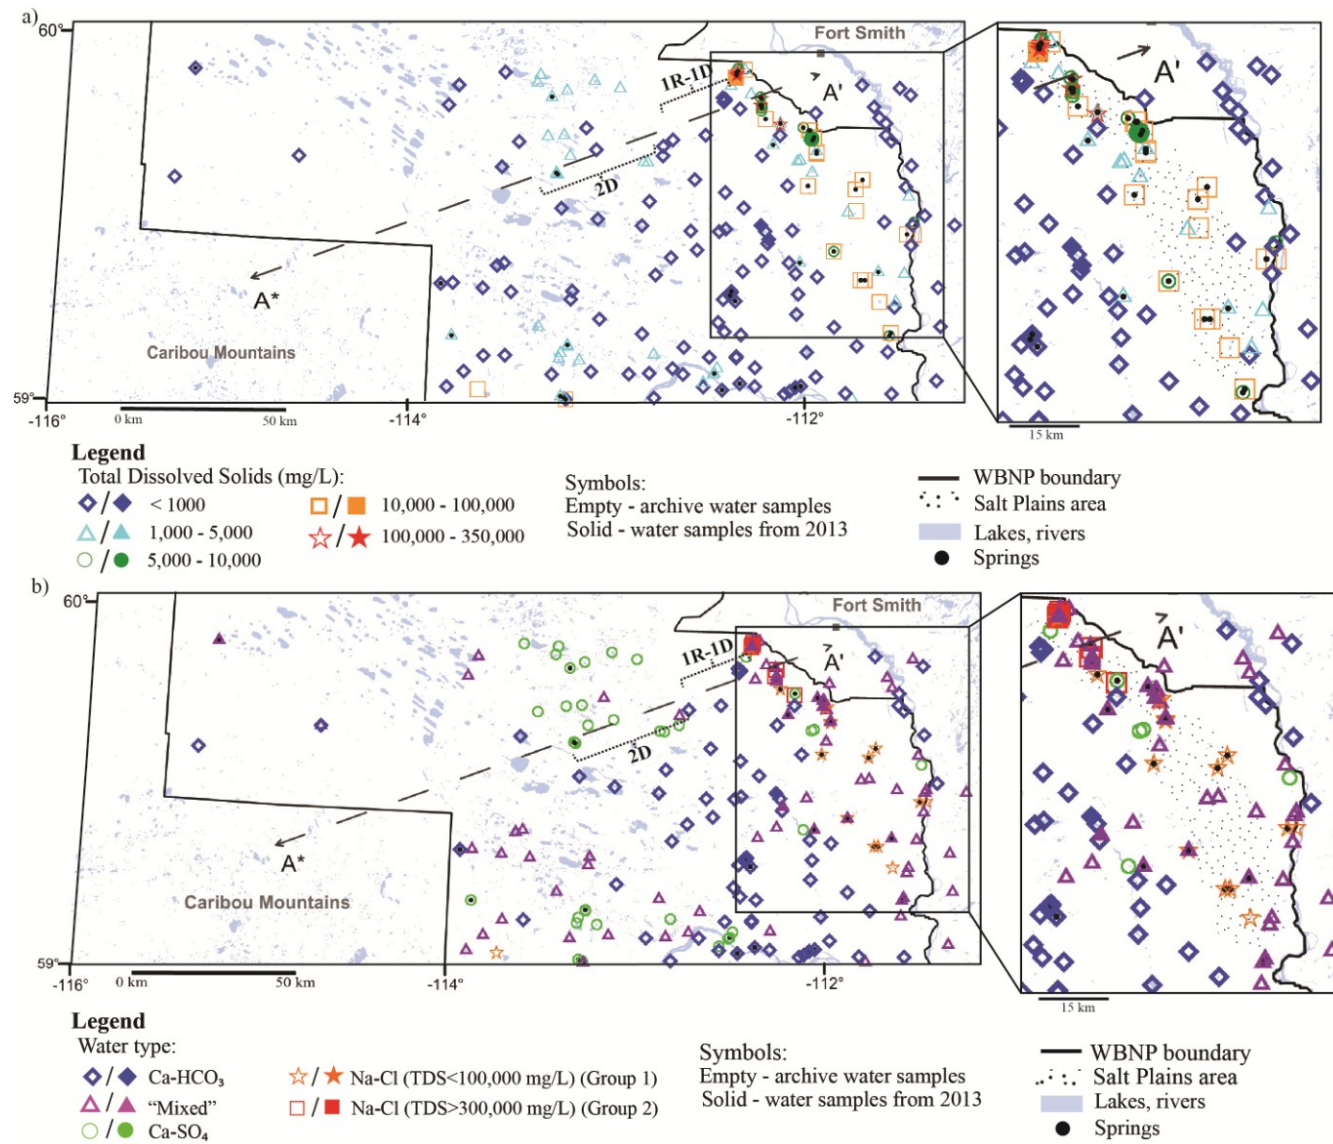 a)
60°
Fort Smith
1R-1D
A'
A'
2D
A*
Caribou Mountains
59°
-116°
0 km
50 km
-114°
-112°
15 km
Legend
Total Dissolved Solids (mg/L):
/ < 1000
/ 1,000 - 5,000
/ 5,000 - 10,000
/ 10,000 - 100,000
/ 100,000 - 350,000
Symbols:
Empty - archive water samples
Solid - water samples from 2013
WBNP boundary
Salt Plains area
Lakes, rivers
Springs
b)
60°
Fort Smith
1R-1D
A'
A'
2D
A*
Caribou Mountains
59°
-116°
0 km
50 km
-114°
-112°
15 km
Legend
Water type:
/ Ca-HCO₃
/ “Mixed”
/ Ca-SO₄
/ Na-Cl (TDS<100,000 mg/L) (Group 1)
/ Na-Cl (TDS>300,000 mg/L) (Group 2)
Symbols:
Empty - archive water samples
Solid - water samples from 2013
WBNP boundary
Salt Plains area
Lakes, rivers
Springs